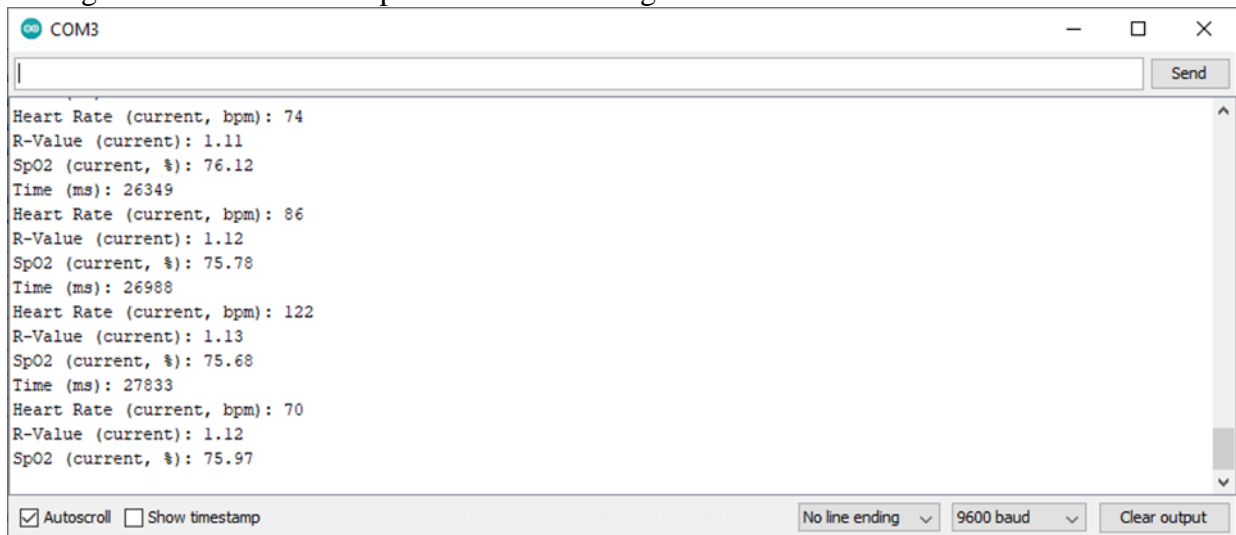 COM3
Send
Heart Rate (current, bpm): 74
R-Value (current): 1.11
SpO2 (current, %): 76.12
Time (ms): 26349
Heart Rate (current, bpm): 86
R-Value (current): 1.12
SpO2 (current, %): 75.78
Time (ms): 26988
Heart Rate (current, bpm): 122
R-Value (current): 1.13
SpO2 (current, %): 75.68
Time (ms): 27833
Heart Rate (current, bpm): 70
R-Value (current): 1.12
SpO2 (current, %): 75.97
Autoscroll Show timestamp No line ending 9600 baud Clear output